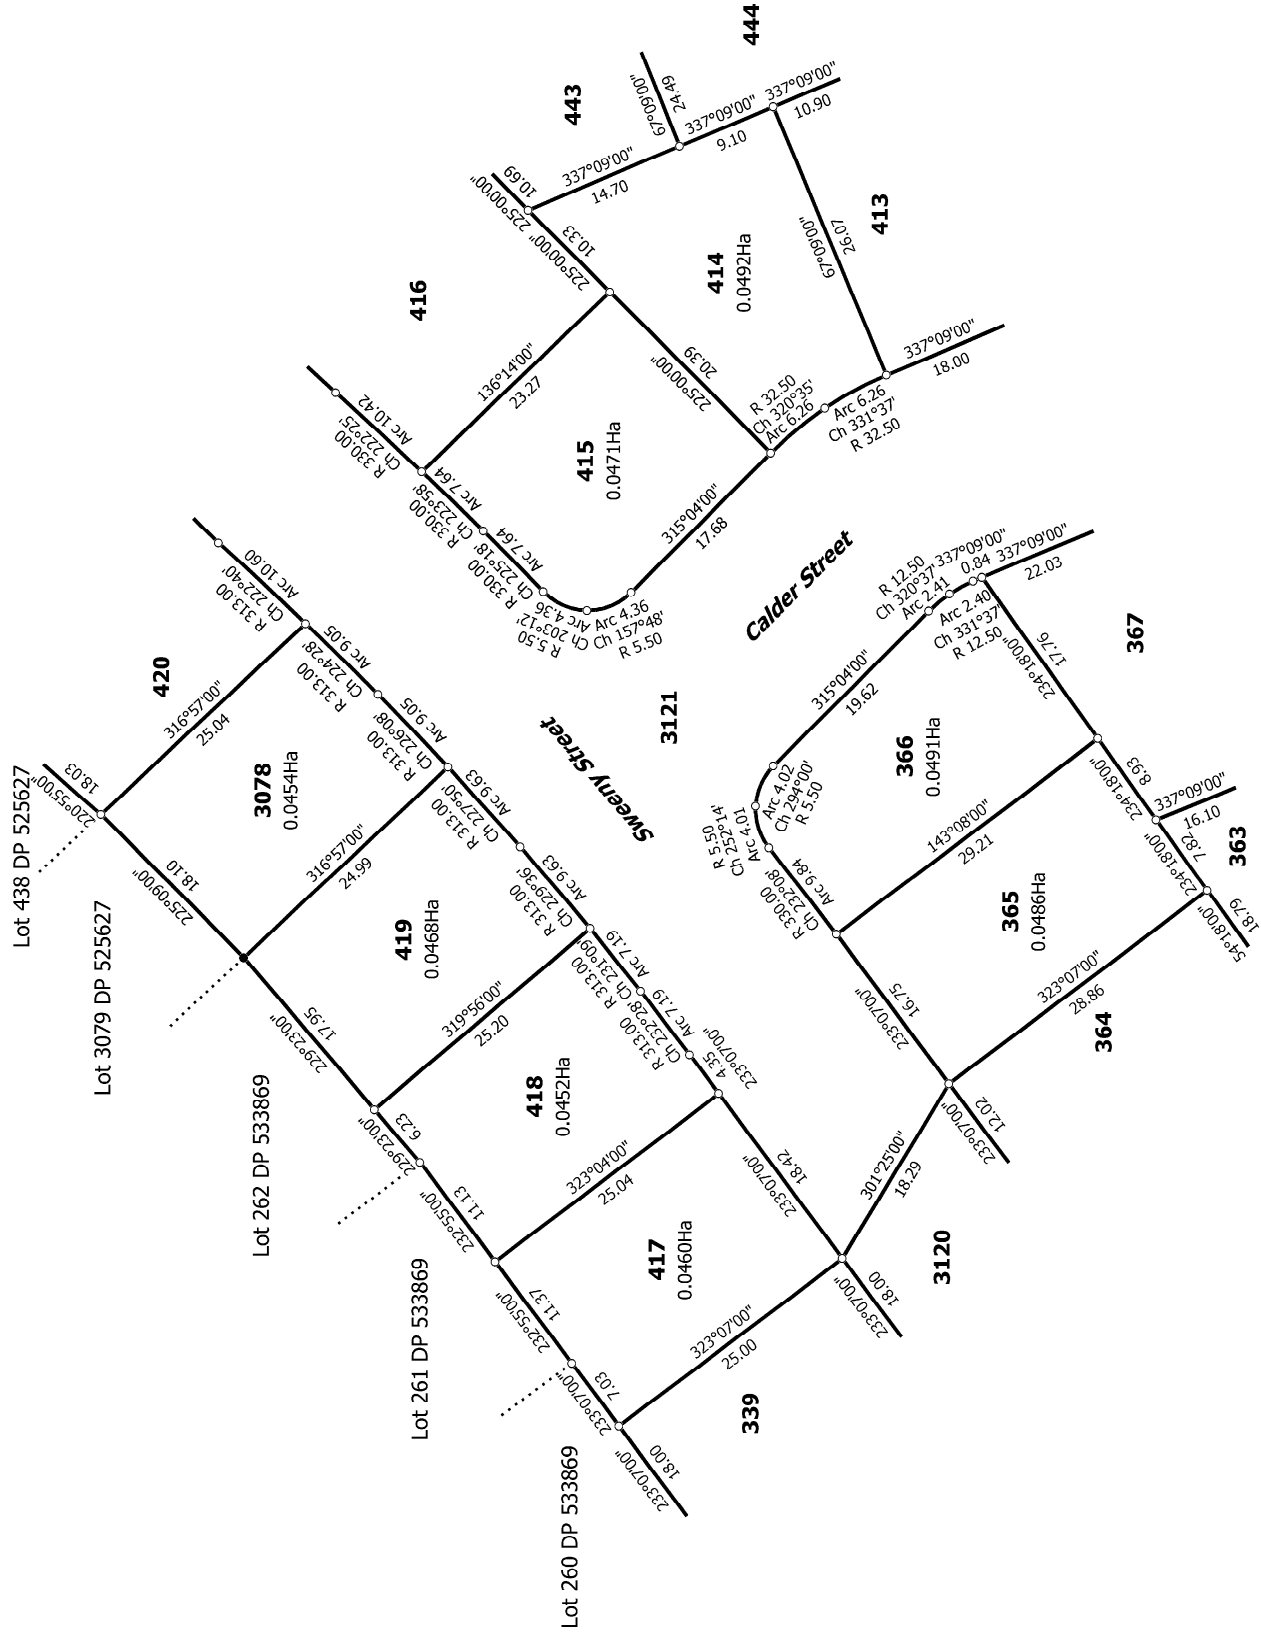 444
443
337°09'00"
10.90
67°09'00"
24.49
337°09'00"
9.10
225°00'00"
10.69
337°09'00"
14.70
413
67°09'00"
26.07
225°00'00"
10.33
414
0.0492Ha
416
337°09'00"
18.00
225°00'00"
20.39
136°14'00"
23.27
R 32.50
Ch 320°35'
Arc 6.26
Arc 6.26
Ch 331°37'
R 32.50
Arc 10.42
Ch 222°25'
R 330.00
415
0.0471Ha
Arc 7.64
Ch 223°58'
R 330.00
315°04'00"
17.68
Arc 7.64
Ch 225°18'
R 330.00
Arc 4.36
Ch 203°12'
R 5.50
Arc 4.36
Ch 157°48'
R 5.50
Calder Street
Arc 10.60
Ch 222°40'
R 313.00
R 12.50
Ch 320°37'
Arc 2.41
337°09'00"
0.84
337°09'00"
22.03
Arc 2.40
Ch 331°37'
R 12.50
420
316°57'00"
25.04
Arc 9.05
Ch 224°28'
R 313.00
367
234°18'00"
17.76
315°04'00"
19.62
3121
Sweeny Street
Arc 9.05
Ch 226°08'
R 313.00
366
0.0491Ha
220°55'00"
18.03
3078
0.0454Ha
Arc 4.02
Ch 294°00'
R 5.50
R 5.50
Ch 252°14'
Arc 4.01
234°18'00"
8.93
337°09'00"
16.10
Lot 438 DP 525627
225°09'00"
18.10
316°57'00"
24.99
Arc 9.63
Ch 227°50'
R 313.00
143°08'00"
29.21
234°18'00"
7.82
363
Arc 9.84
Ch 232°08'
R 330.00
Arc 9.63
Ch 229°36'
R 313.00
365
0.0486Ha
54°18'00"
18.79
419
0.0468Ha
Lot 3079 DP 525627
Arc 7.19
Ch 231°09'
R 313.00
233°07'00"
16.75
323°07'00"
28.86
364
229°23'00"
17.95
319°56'00"
25.20
Arc 7.19
Ch 232°28'
R 313.00
4.35
233°07'00"
418
0.0452Ha
229°23'00"
6.23
233°07'00"
12.02
Lot 262 DP 533869
323°04'00"
25.04
233°07'00"
18.42
301°25'00"
18.29
232°55'00"
11.13
417
0.0460Ha
3120
233°07'00"
18.00
232°55'00"
11.37
Lot 261 DP 533869
323°07'00"
25.00
233°07'00"
7.03
339
233°07'00"
18.00
Lot 260 DP 533869